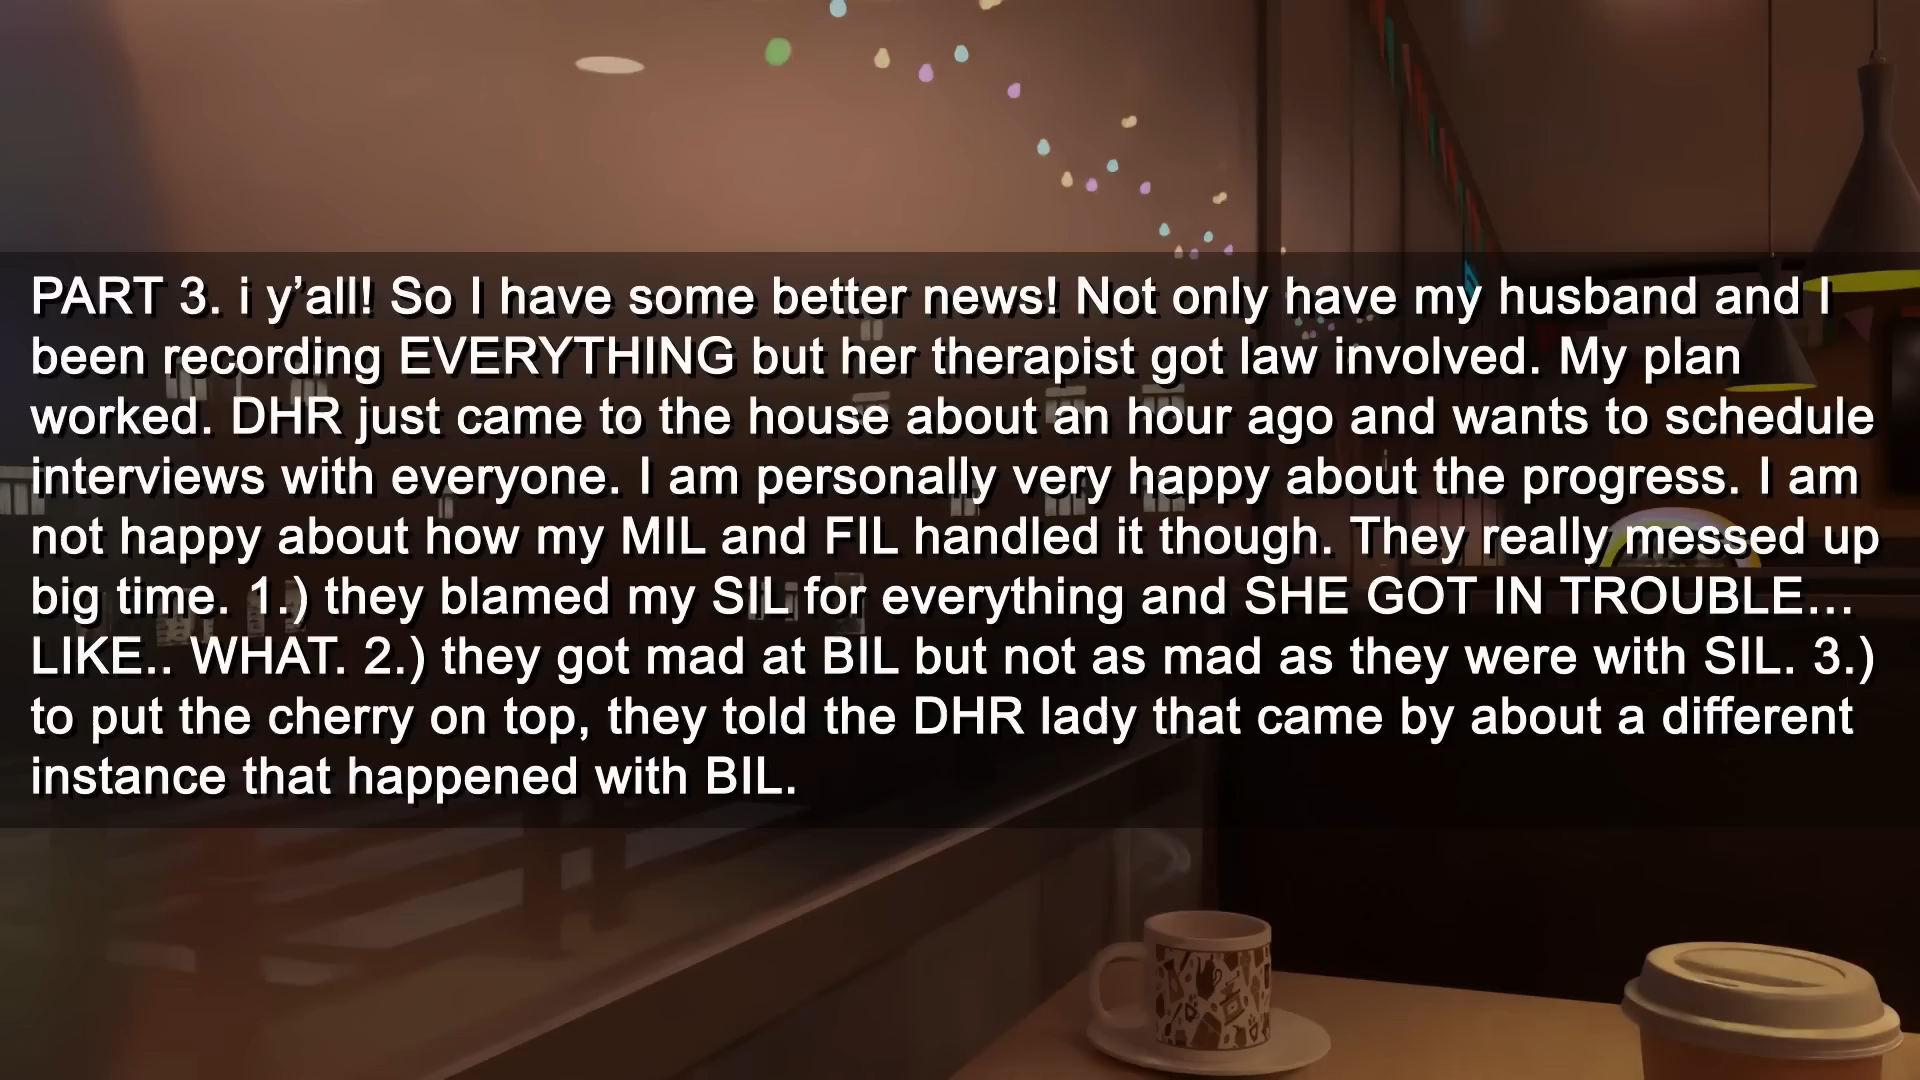 PART 3. i y’all! So I have some better news! Not only have my husband and I
been recording EVERYTHING but her therapist got law involved. My plan
worked. DHR just came to the house about an hour ago and wants to schedule
interviews with everyone. I am personally very happy about the progress. I am
not happy about how my MIL and FIL handled it though. They really messed up
big time. 1.) they blamed my SIL for everything and SHE GOT IN TROUBLE...
LIKE.. WHAT. 2.) they got mad at BIL but not as mad as they were with SIL. 3.)
to put the cherry on top, they told the DHR lady that came by about a different
instance that happened with BIL.